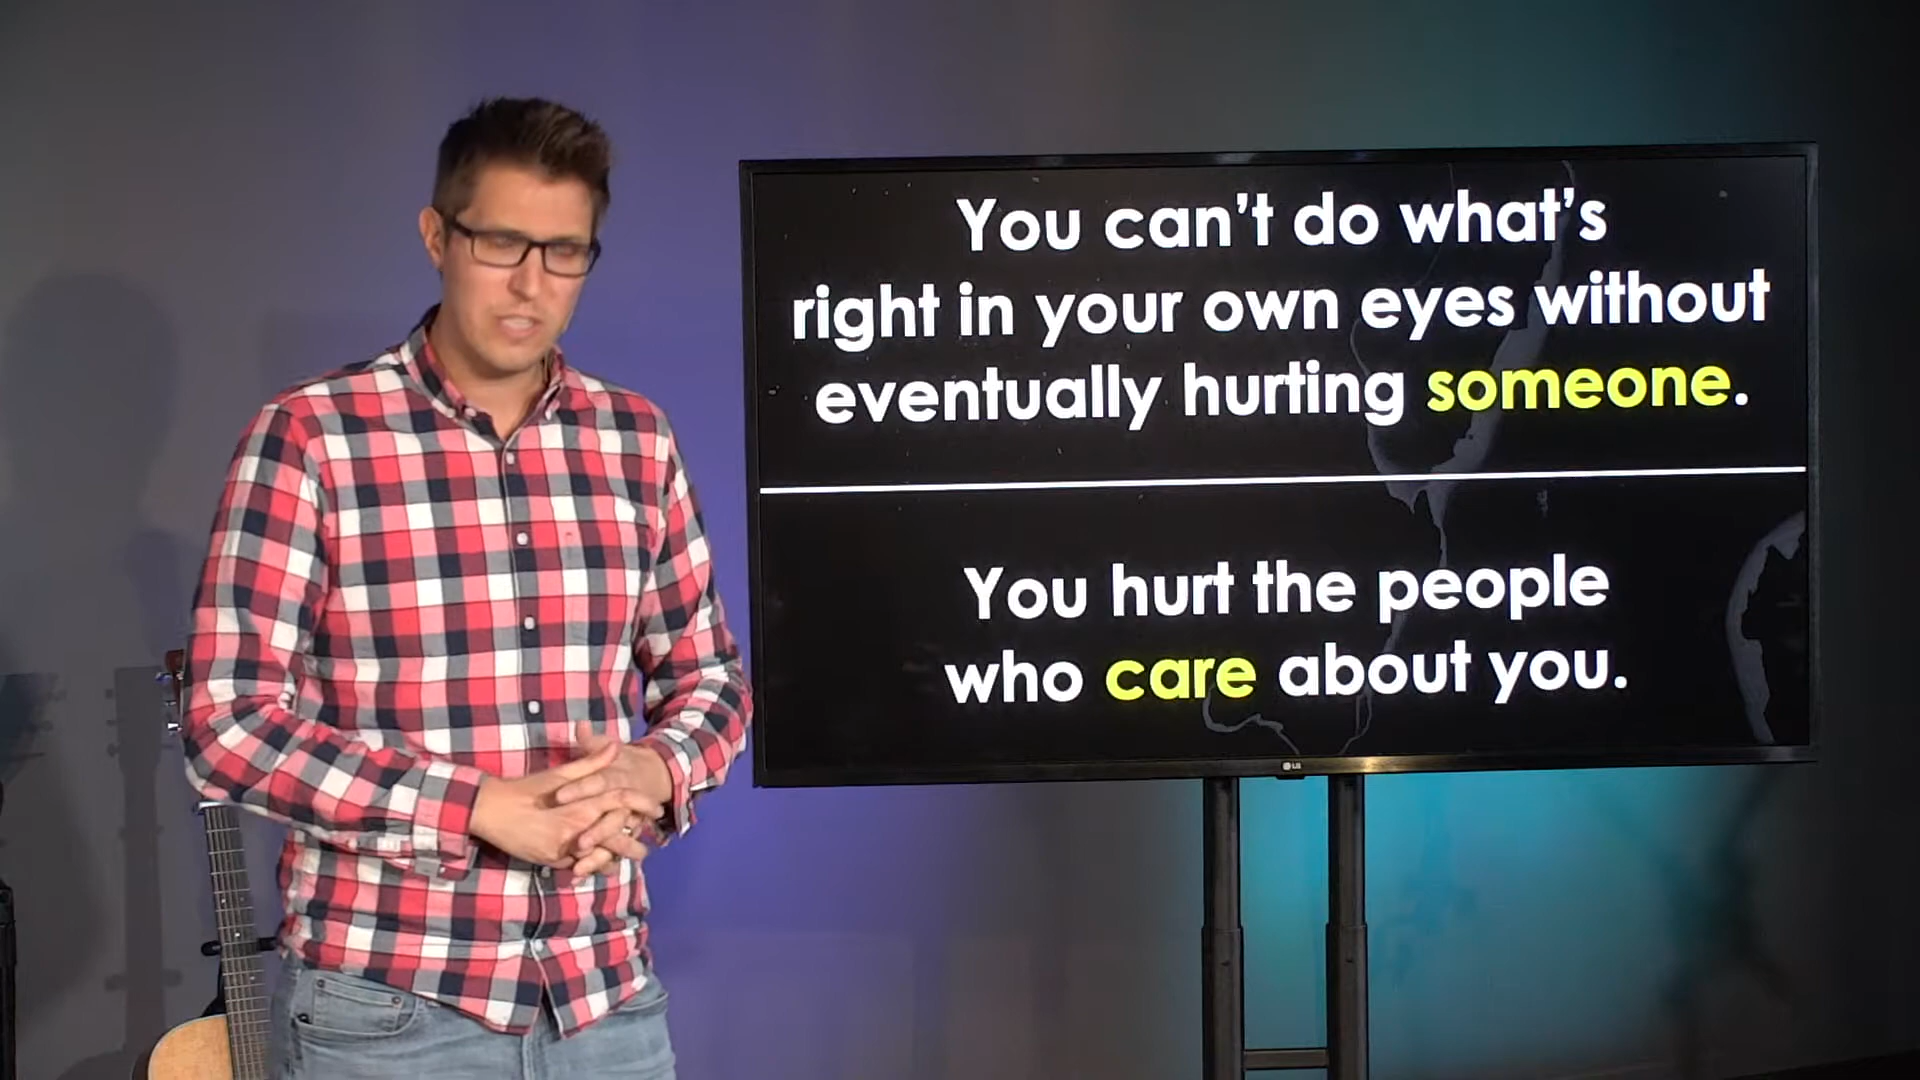 You can't do what's
right in your own eyes without
eventually hurting someone.
You hurt the people
who care about you.
LG